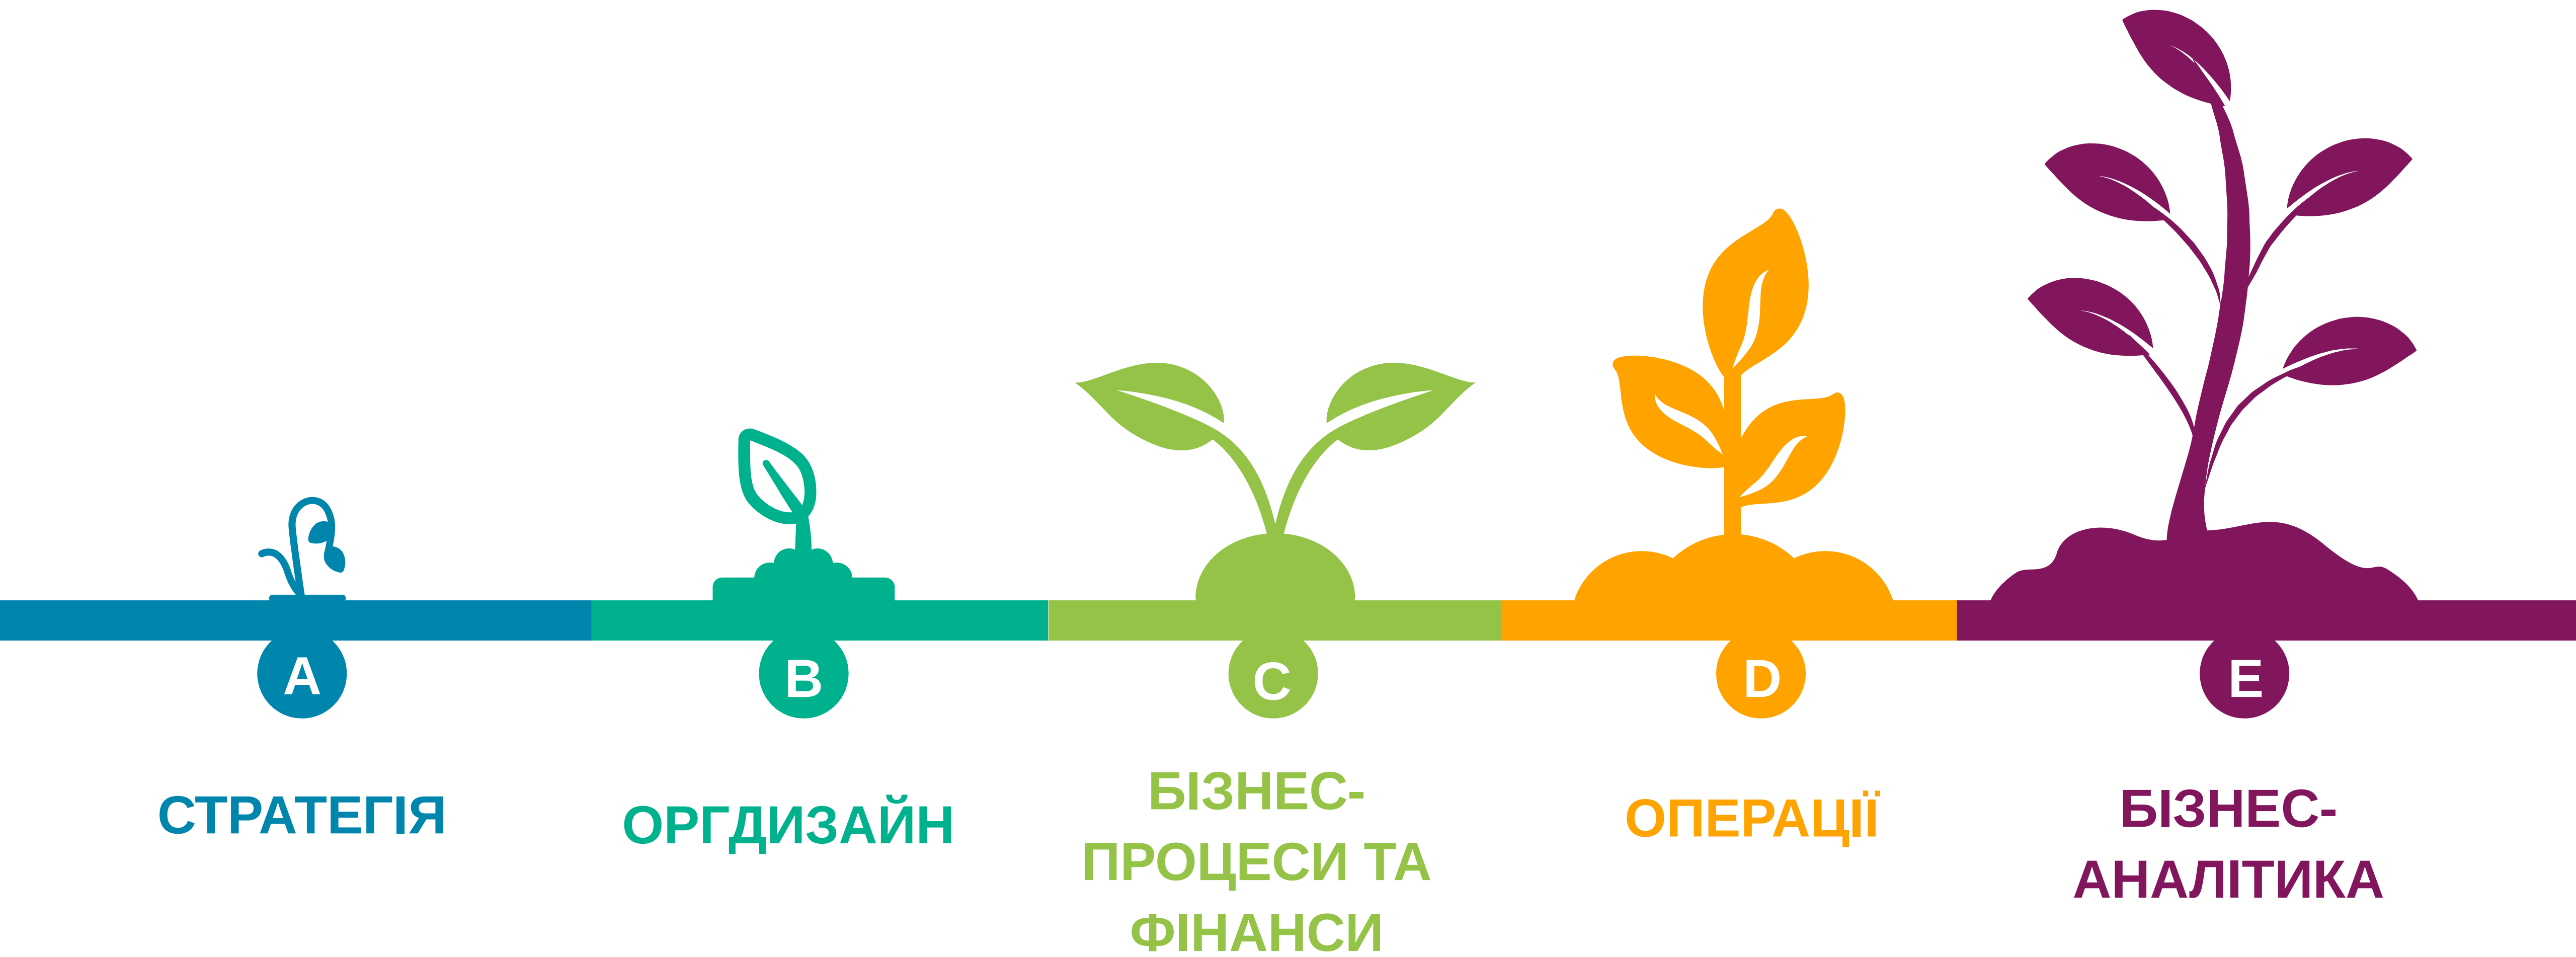 A
B
C
D
E
СТРАТЕГІЯ
ОРГДИЗАЙН
БІЗНЕС-
ПРОЦЕСИ ТА
ФІНАНСИ
ОПЕРАЦІЇ
БІЗНЕС-
АНАЛІТИКА